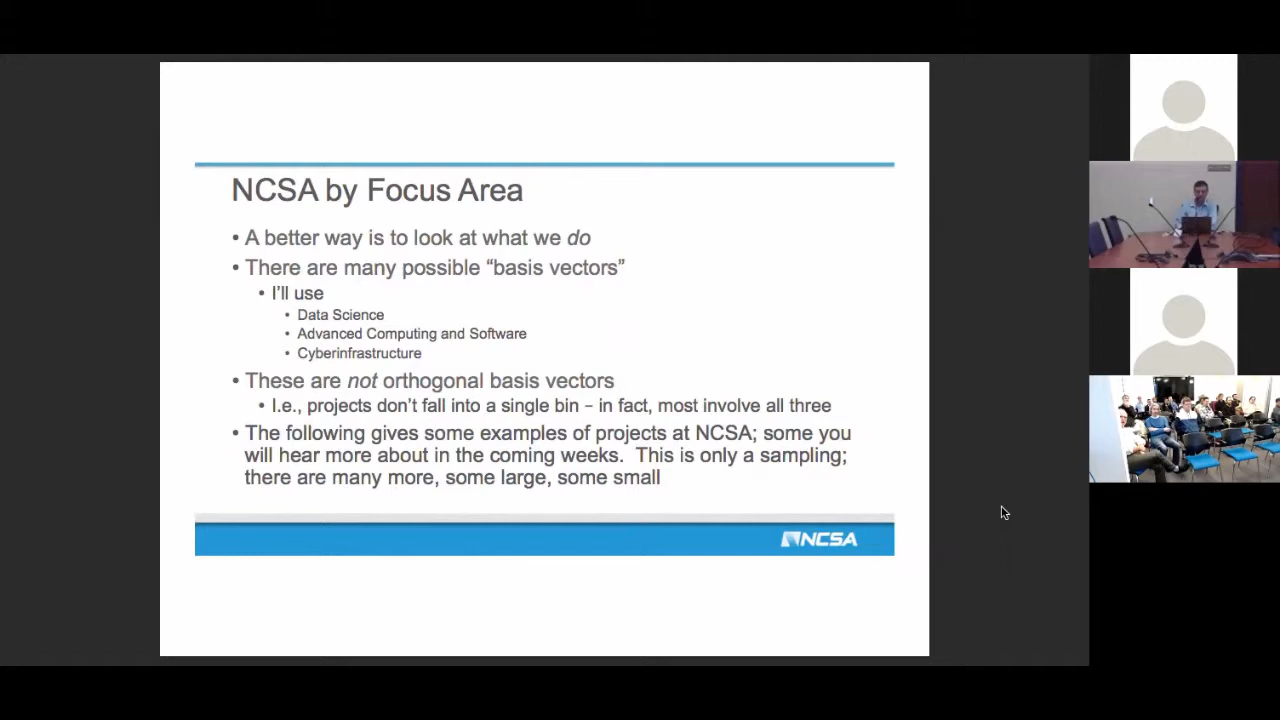 NCSA by Focus Area
• A better way is to look at what we do
• There are many possible “basis vectors”
• I’ll use
• Data Science
• Advanced Computing and Software
• Cyberinfrastructure
• These are not orthogonal basis vectors
• I.e., projects don’t fall into a single bin – in fact, most involve all three
• The following gives some examples of projects at NCSA; some you
will hear more about in the coming weeks.  This is only a sampling;
there are many more, some large, some small
NCSA